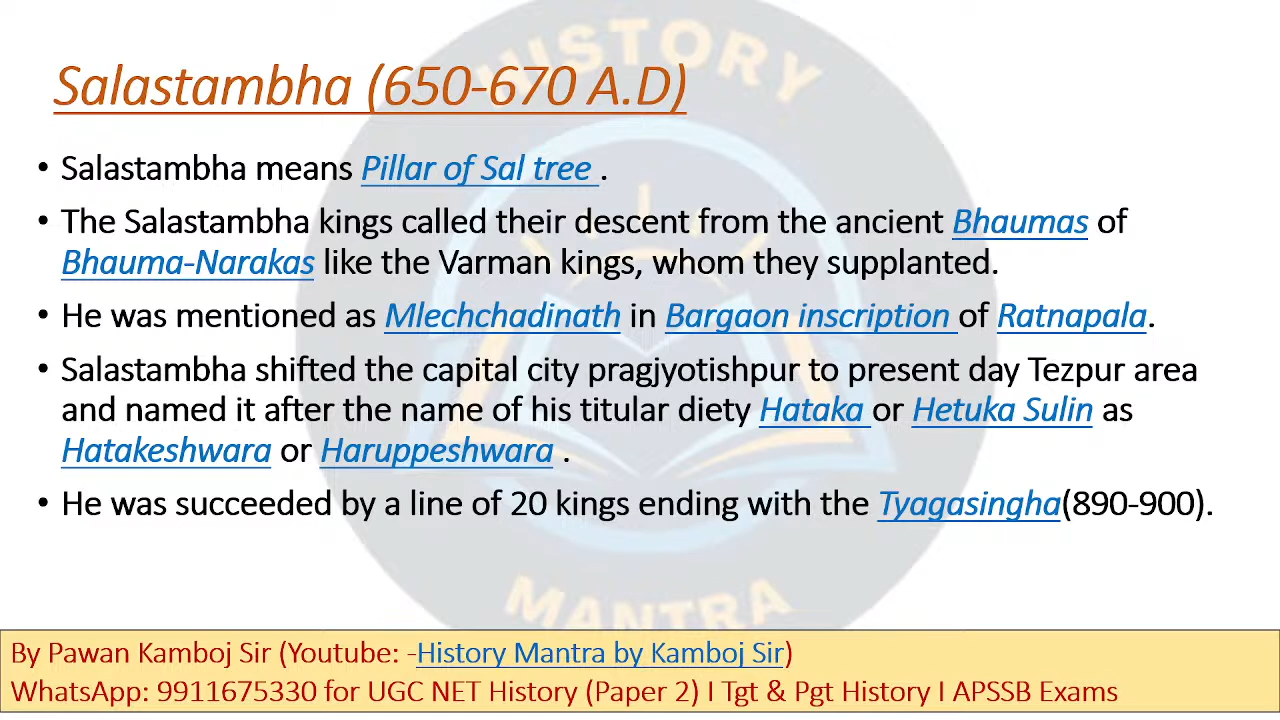 HISTORY
Salastambha (650-670 A.D)
• Salastambha means Pillar of Sal tree .
• The Salastambha kings called their descent from the ancient Bhaumas of
Bhauma-Narakas like the Varman kings, whom they supplanted.
• He was mentioned as Mlechchadinath in Bargaon inscription of Ratnapala.
• Salastambha shifted the capital city pragjyotishpur to present day Tezpur area
and named it after the name of his titular diety Hataka or Hetuka Sulin as
Hatakeshwara or Haruppeshwara .
• He was succeeded by a line of 20 kings ending with the Tyagasingha(890-900).
MANTRA
By Pawan Kamboj Sir (Youtube: -History Mantra by Kamboj Sir)
WhatsApp: 9911675330 for UGC NET History (Paper 2) I Tgt & Pgt History I APSSB Exams